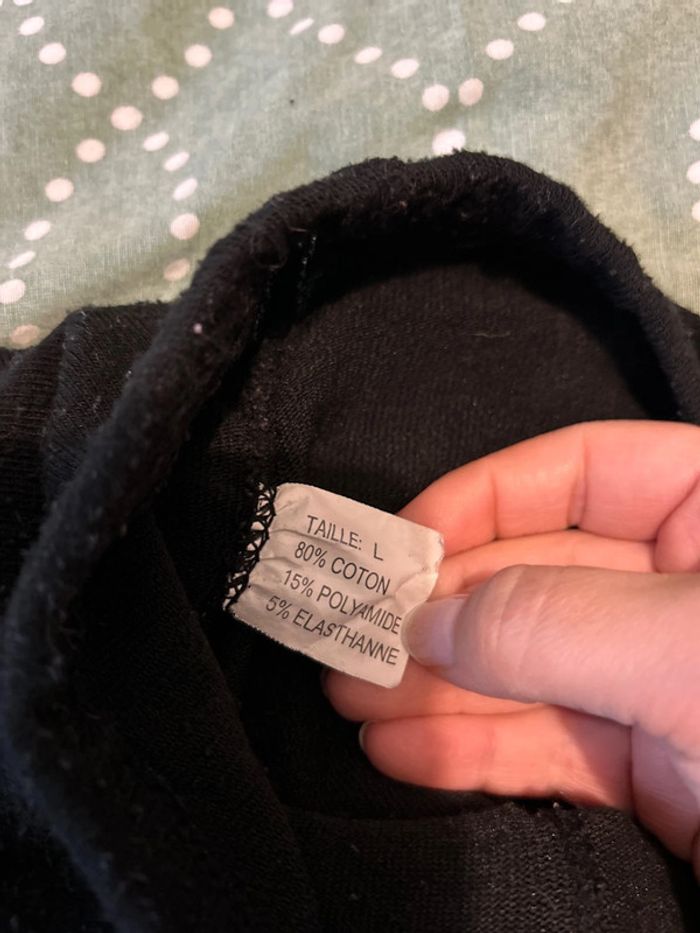 TAILLE: L
80% COTON
15% POLYAMIDE
5% ELASTHANNE